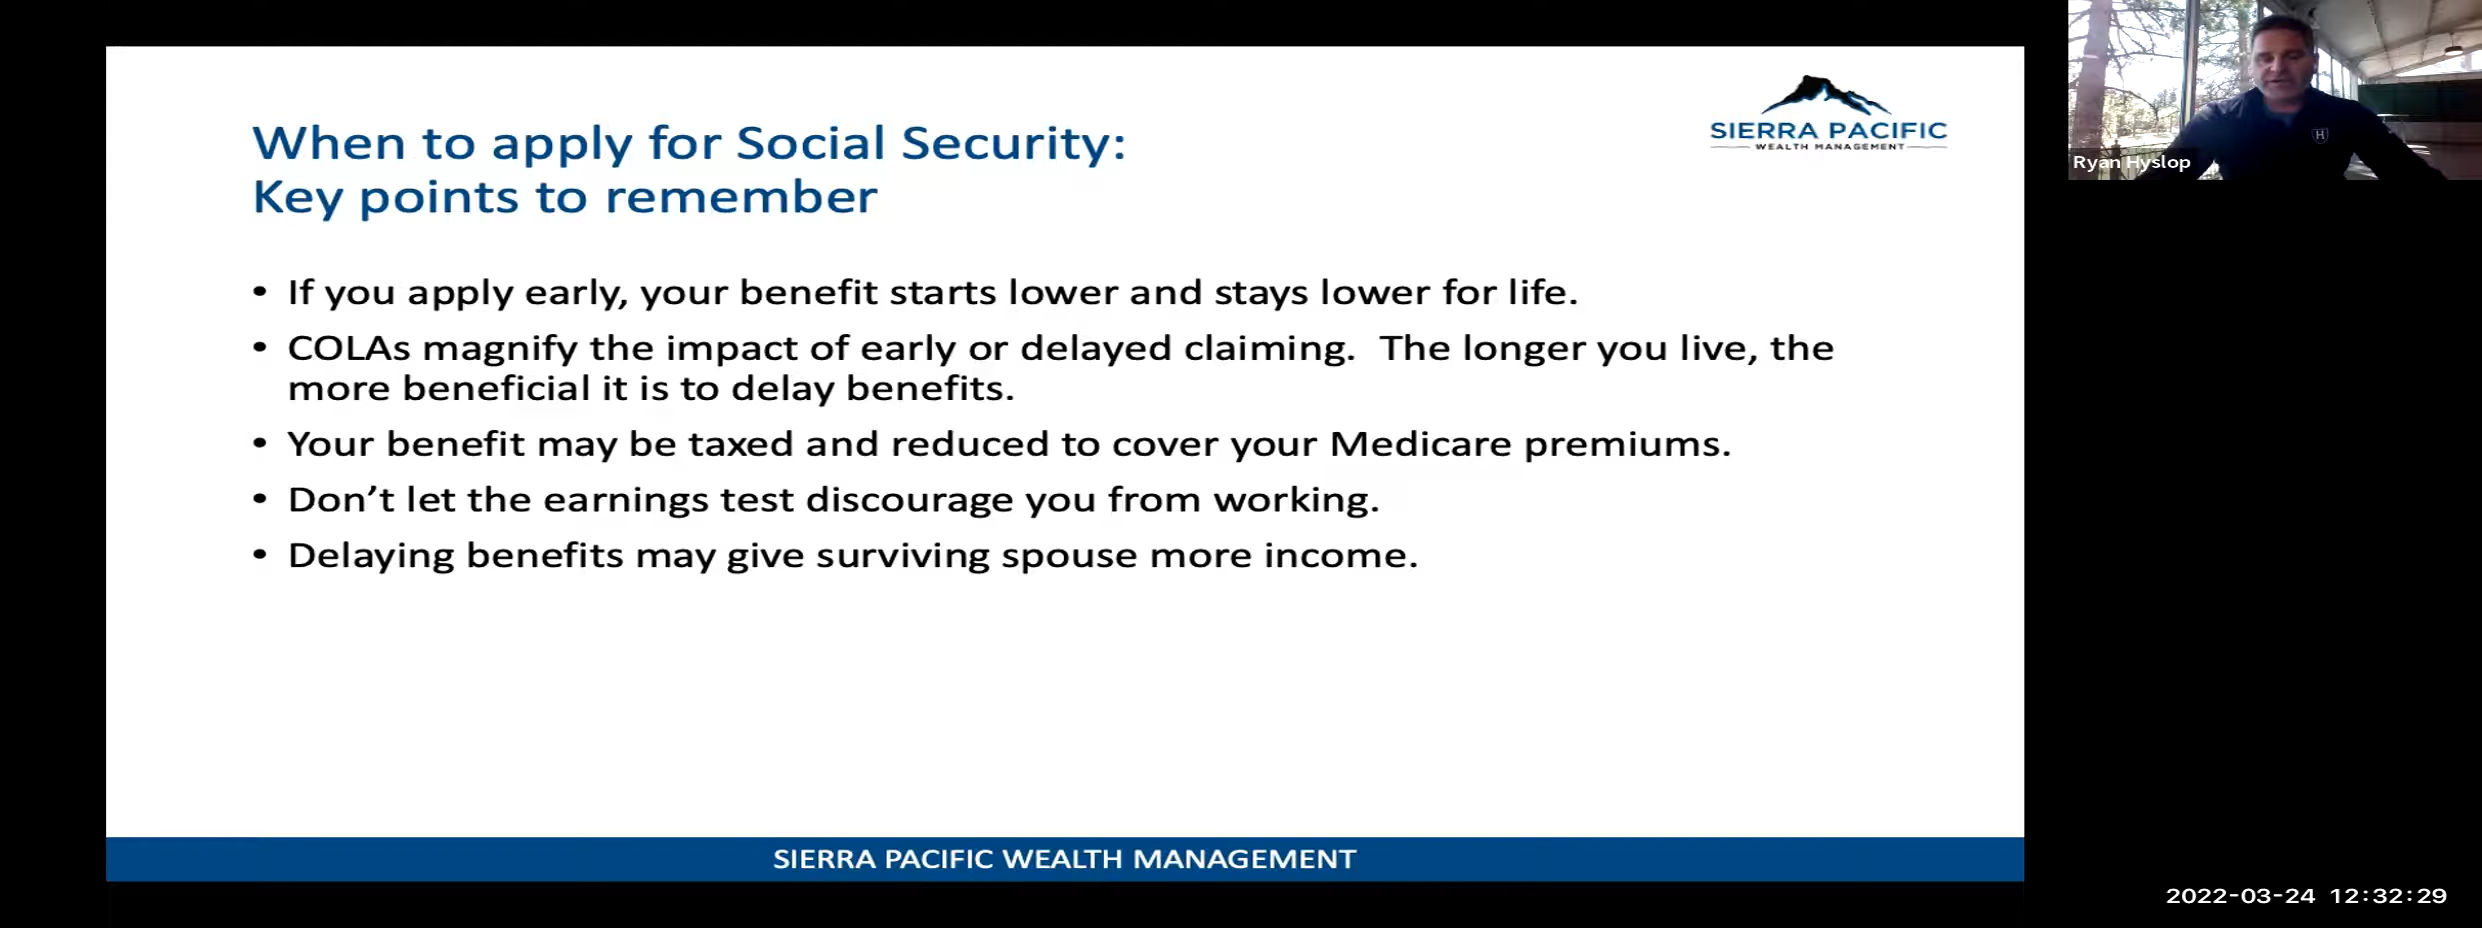 When to apply for Social Security:
Key points to remember
SIERRA PACIFIC
WEALTH MANAGEMENT
• If you apply early, your benefit starts lower and stays lower for life.
• COLAs magnify the impact of early or delayed claiming.  The longer you live, the
more beneficial it is to delay benefits.
• Your benefit may be taxed and reduced to cover your Medicare premiums.
• Don’t let the earnings test discourage you from working.
• Delaying benefits may give surviving spouse more income.
SIERRA PACIFIC WEALTH MANAGEMENT
Ryan Hyslop
H
2022-03-24 12:32:29